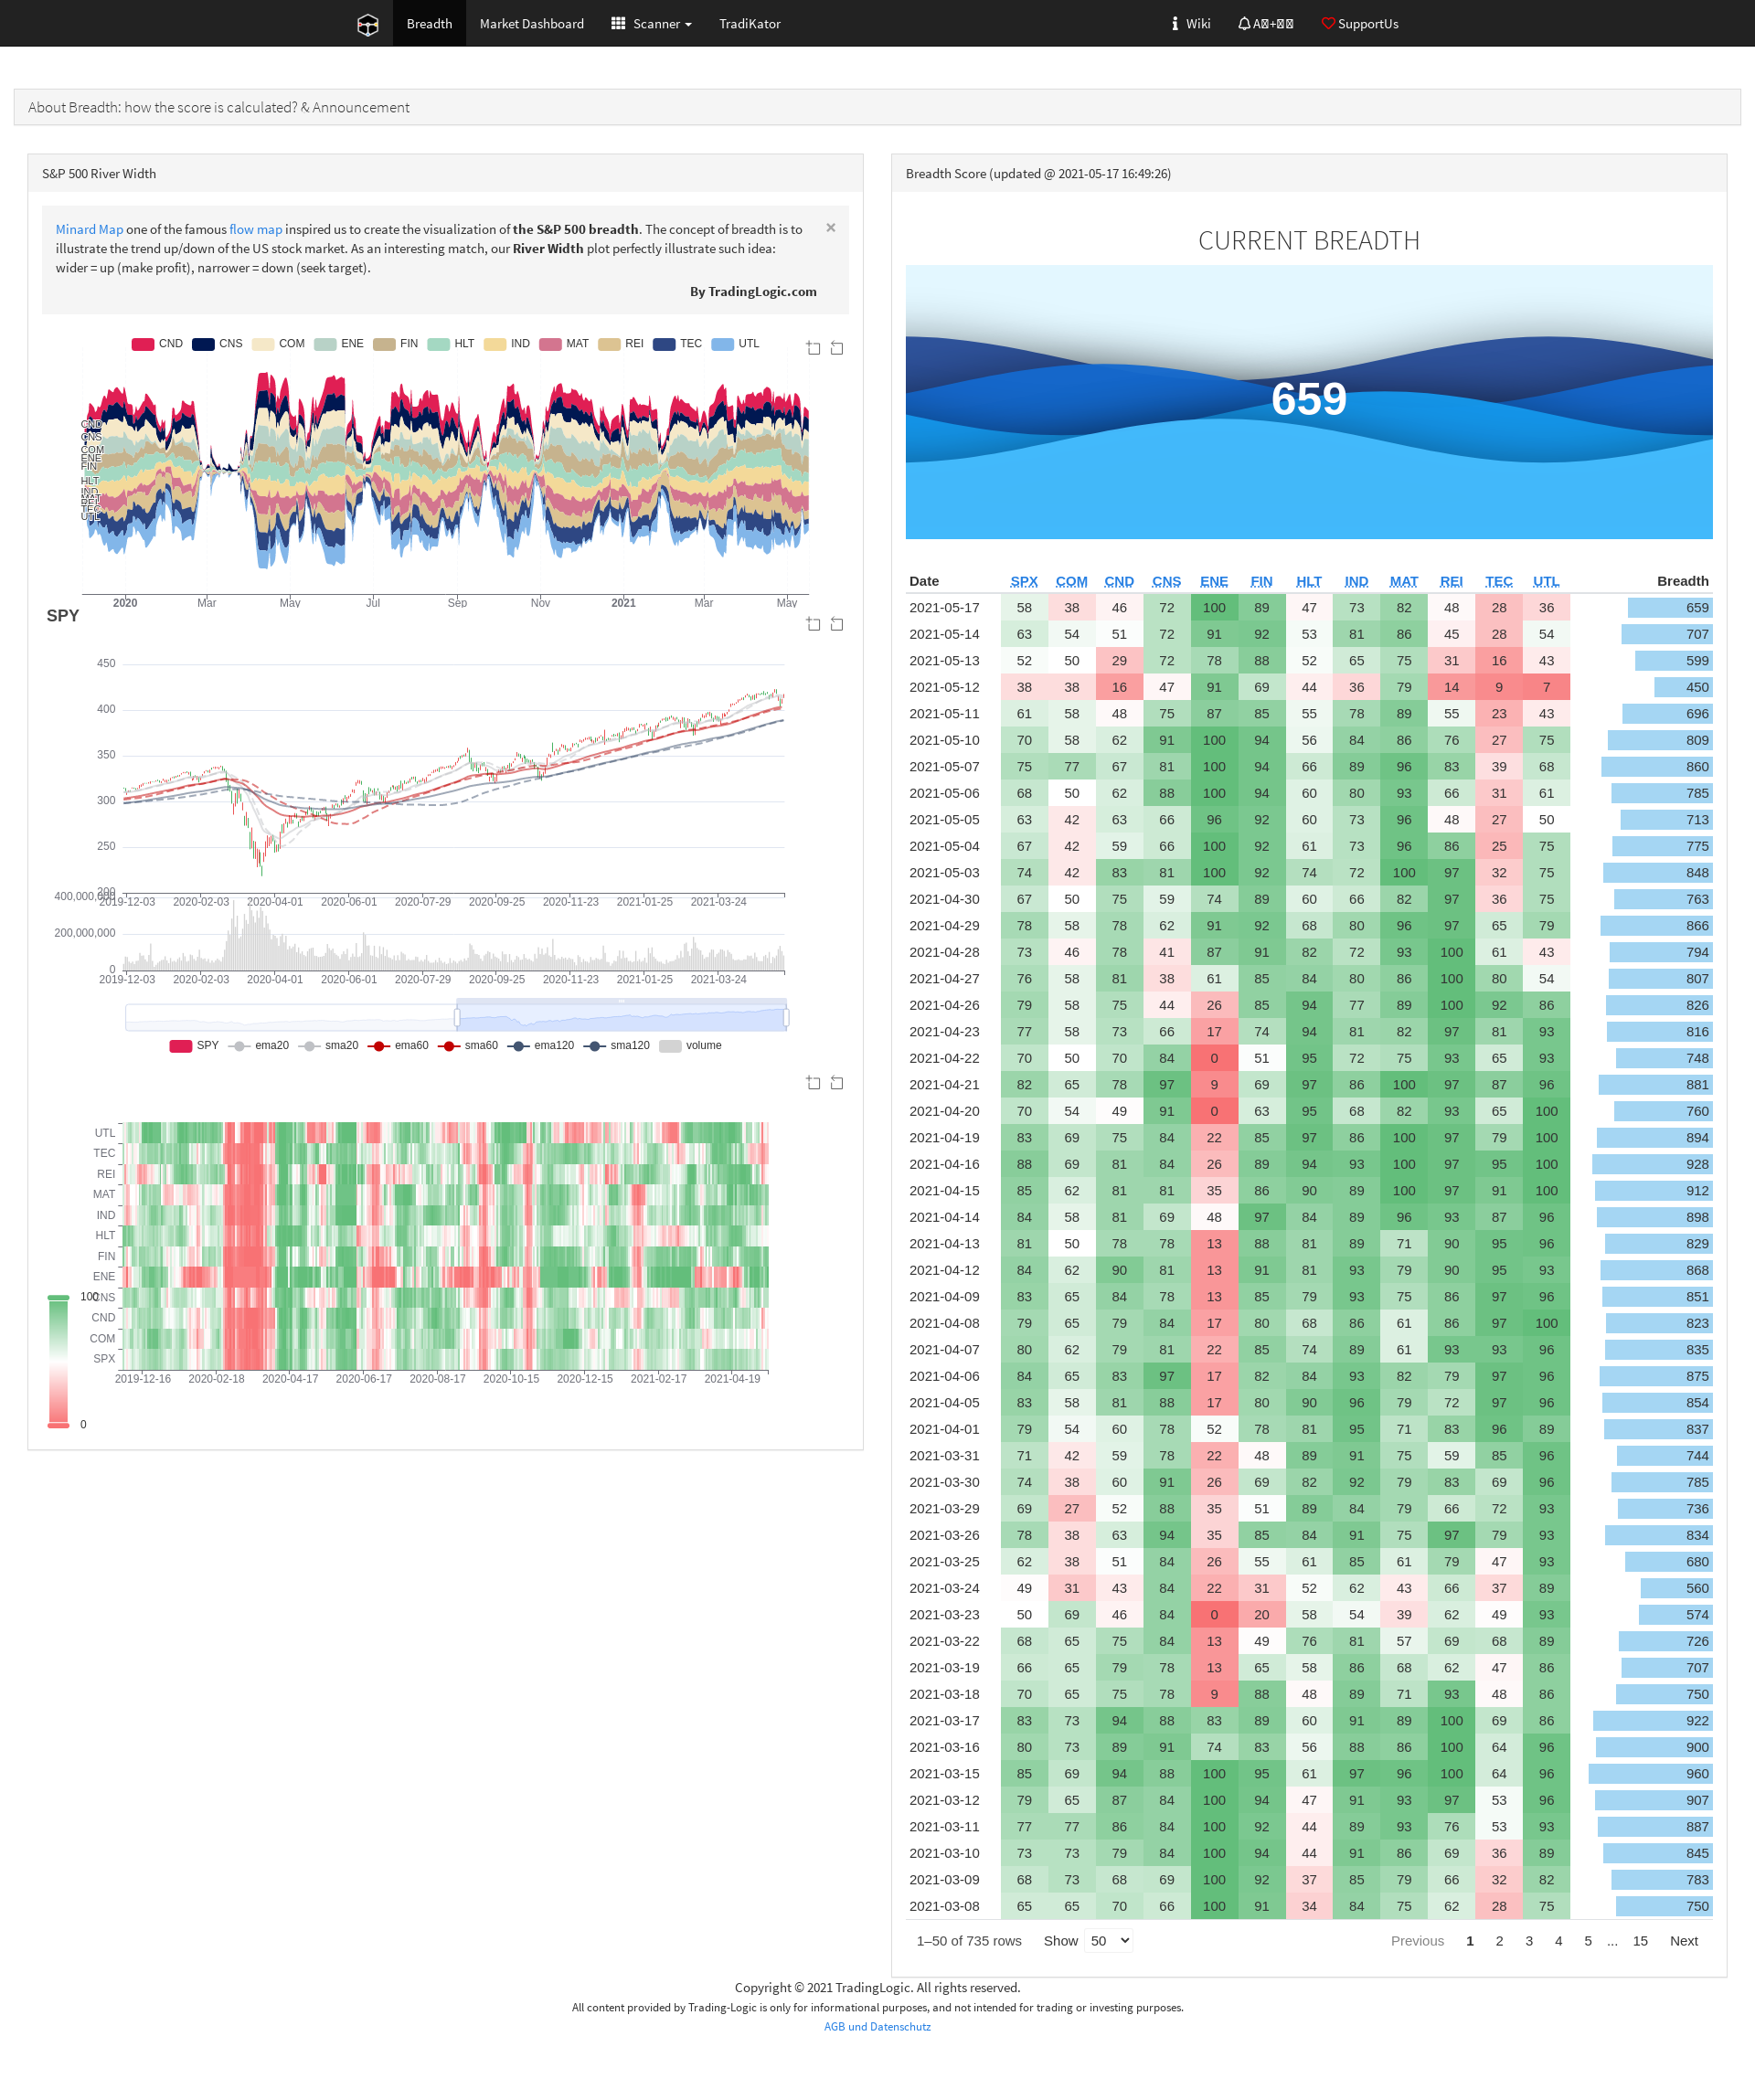 Breadth Market Dashboard Scanner TradiKator Wiki SupportUs
About Breadth: how the score is calculated? & Announcement
S&P 500 River Width
Minard Map one of the famous flow map inspired us to create the visualization of the S&P 500 breadth. The concept of breadth is to
illustrate the trend up/down of the US stock market. As an interesting match, our River Width plot perfectly illustrate such idea:
wider = up (make profit), narrower = down (seek target).
×
By TradingLogic.com
CND CNS COM ENE FIN HLT IND MAT REI TEC UTL
CND
CNS
COM
ENE
FIN
HLT
IND
MAT
REI
TEC
UTL
2020 Mar May Jul Sep Nov 2021 Mar May
SPY
450
400
350
300
250
200
2019-12-03 2020-02-03 2020-04-01 2020-06-01 2020-07-29 2020-09-25 2020-11-23 2021-01-25 2021-03-24
400,000,000
200,000,000
0
2019-12-03 2020-02-03 2020-04-01 2020-06-01 2020-07-29 2020-09-25 2020-11-23 2021-01-25 2021-03-24
SPY ema20 sma20 ema60 sma60 ema120 sma120 volume
UTL
TEC
REI
MAT
IND
HLT
FIN
ENE
CNS
CND
COM
SPX
2019-12-16 2020-02-18 2020-04-17 2020-06-17 2020-08-17 2020-10-15 2020-12-15 2021-02-17 2021-04-19
100
0
Breadth Score (updated @ 2021-05-17 16:49:26)
CURRENT BREADTH
659
Date SPX COM CND CNS ENE FIN HLT IND MAT REI TEC UTL Breadth
2021-05-17 58 38 46 72 100 89 47 73 82 48 28 36 659
2021-05-14 63 54 51 72 91 92 53 81 86 45 28 54 707
2021-05-13 52 50 29 72 78 88 52 65 75 31 16 43 599
2021-05-12 38 38 16 47 91 69 44 36 79 14 9 7 450
2021-05-11 61 58 48 75 87 85 55 78 89 55 23 43 696
2021-05-10 70 58 62 91 100 94 56 84 86 76 27 75 809
2021-05-07 75 77 67 81 100 94 66 89 96 83 39 68 860
2021-05-06 68 50 62 88 100 94 60 80 93 66 31 61 785
2021-05-05 63 42 63 66 96 92 60 73 96 48 27 50 713
2021-05-04 67 42 59 66 100 92 61 73 96 86 25 75 775
2021-05-03 74 42 83 81 100 92 74 72 100 97 32 75 848
2021-04-30 67 50 75 59 74 89 60 66 82 97 36 75 763
2021-04-29 78 58 78 62 91 92 68 80 96 97 65 79 866
2021-04-28 73 46 78 41 87 91 82 72 93 100 61 43 794
2021-04-27 76 58 81 38 61 85 84 80 86 100 80 54 807
2021-04-26 79 58 75 44 26 85 94 77 89 100 92 86 826
2021-04-23 77 58 73 66 17 74 94 81 82 97 81 93 816
2021-04-22 70 50 70 84 0 51 95 72 75 93 65 93 748
2021-04-21 82 65 78 97 9 69 97 86 100 97 87 96 881
2021-04-20 70 54 49 91 0 63 95 68 82 93 65 100 760
2021-04-19 83 69 75 84 22 85 97 86 100 97 79 100 894
2021-04-16 88 69 81 84 26 89 94 93 100 97 95 100 928
2021-04-15 85 62 81 81 35 86 90 89 100 97 91 100 912
2021-04-14 84 58 81 69 48 97 84 89 96 93 87 96 898
2021-04-13 81 50 78 78 13 88 81 89 71 90 95 96 829
2021-04-12 84 62 90 81 13 91 81 93 79 90 95 93 868
2021-04-09 83 65 84 78 13 85 79 93 75 86 97 96 851
2021-04-08 79 65 79 84 17 80 68 86 61 86 97 100 823
2021-04-07 80 62 79 81 22 85 74 89 61 93 93 96 835
2021-04-06 84 65 83 97 17 82 84 93 82 79 97 96 875
2021-04-05 83 58 81 88 17 80 90 96 79 72 97 96 854
2021-04-01 79 54 60 78 52 78 81 95 71 83 96 89 837
2021-03-31 71 42 59 78 22 48 89 91 75 59 85 96 744
2021-03-30 74 38 60 91 26 69 82 92 79 83 69 96 785
2021-03-29 69 27 52 88 35 51 89 84 79 66 72 93 736
2021-03-26 78 38 63 94 35 85 84 91 75 97 79 93 834
2021-03-25 62 38 51 84 26 55 61 85 61 79 47 93 680
2021-03-24 49 31 43 84 22 31 52 62 43 66 37 89 560
2021-03-23 50 69 46 84 0 20 58 54 39 62 49 93 574
2021-03-22 68 65 75 84 13 49 76 81 57 69 68 89 726
2021-03-19 66 65 79 78 13 65 58 86 68 62 47 86 707
2021-03-18 70 65 75 78 9 88 48 89 71 93 48 86 750
2021-03-17 83 73 94 88 83 89 60 91 89 100 69 86 922
2021-03-16 80 73 89 91 74 83 56 88 86 100 64 96 900
2021-03-15 85 69 94 88 100 95 61 97 96 100 64 96 960
2021-03-12 79 65 87 84 100 94 47 91 93 97 53 96 907
2021-03-11 77 77 86 84 100 92 44 89 93 76 53 93 887
2021-03-10 73 73 79 84 100 94 44 91 86 69 36 89 845
2021-03-09 68 73 68 69 100 92 37 85 79 66 32 82 783
2021-03-08 65 65 70 66 100 91 34 84 75 62 28 75 750
1–50 of 735 rows Show 50 Previous 1 2 3 4 5 ... 15 Next
Copyright © 2021 TradingLogic. All rights reserved.
All content provided by Trading-Logic is only for informational purposes, and not intended for trading or investing purposes.
AGB und Datenschutz